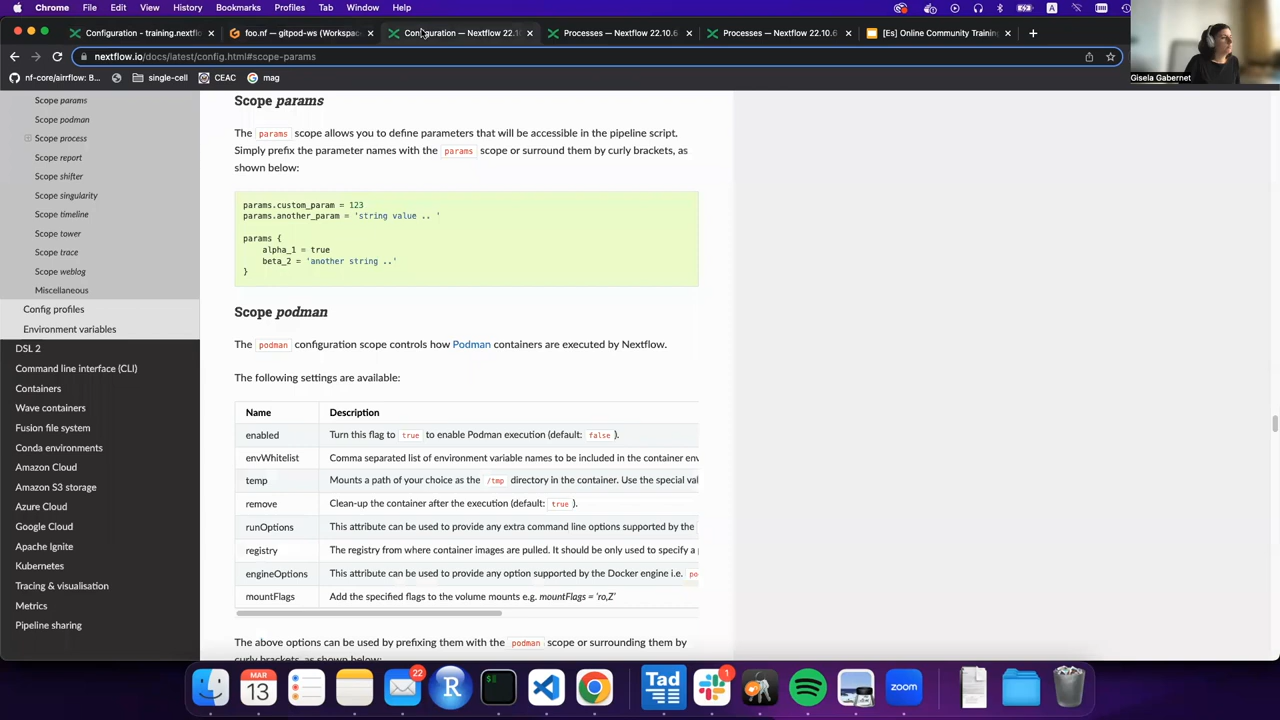 Chrome File Edit View History Bookmarks Profiles Tab Window Help
Configuration - training.nextfl
foo.nf — gitpod-ws (Workspac
Configuration — Nextflow 22.10
Processes — Nextflow 22.10.6
Processes — Nextflow 22.10.6
[Es] Online Community Trainin
nextflow.io/docs/latest/config.html#scope-params
nf-core/airrflow: B...
single-cell
CEAC
mag
Gisela Gabernet
Scope params
Scope podman
Scope process
Scope report
Scope shifter
Scope singularity
Scope timeline
Scope tower
Scope trace
Scope weblog
Miscellaneous
Config profiles
Environment variables
DSL 2
Command line interface (CLI)
Containers
Wave containers
Fusion file system
Conda environments
Amazon Cloud
Amazon S3 storage
Azure Cloud
Google Cloud
Apache Ignite
Kubernetes
Tracing & visualisation
Metrics
Pipeline sharing
Scope params
The params scope allows you to define parameters that will be accessible in the pipeline script.
Simply prefix the parameter names with the params scope or surround them by curly brackets, as
shown below:
params.custom_param = 123
params.another_param = 'string value .. '
params {
alpha_1 = true
beta_2 = 'another string ..'
}
Scope podman
The podman configuration scope controls how Podman containers are executed by Nextflow.
The following settings are available:
Name Description
enabled Turn this flag to true to enable Podman execution (default: false ).
envWhitelist Comma separated list of environment variable names to be included in the container env
temp Mounts a path of your choice as the /tmp directory in the container. Use the special val
remove Clean-up the container after the execution (default: true ).
runOptions This attribute can be used to provide any extra command line options supported by the
registry The registry from where container images are pulled. It should be only used to specify a p
engineOptions This attribute can be used to provide any option supported by the Docker engine i.e. po
mountFlags Add the specified flags to the volume mounts e.g. mountFlags = 'ro,Z'
The above options can be used by prefixing them with the podman scope or surrounding them by
curly brackets, as shown below:
MAR
13
22
R
$
Tad
1
zoom